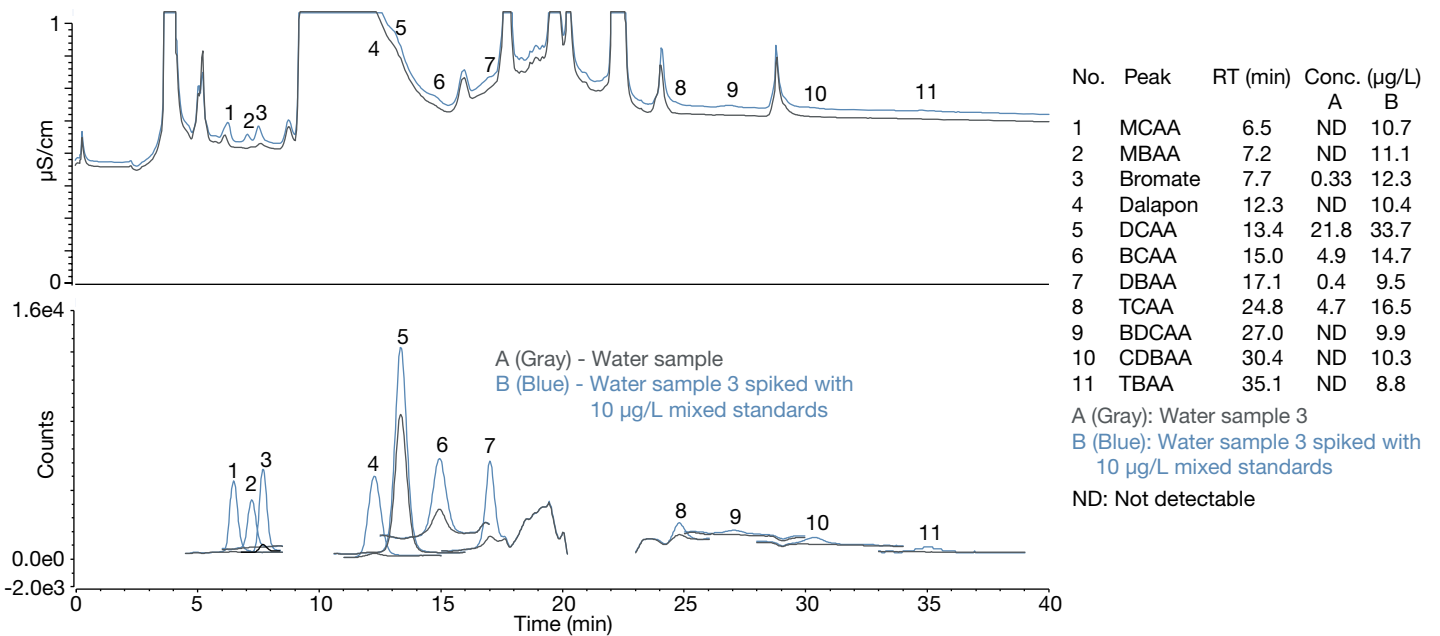 1
µS/cm
0
1
2
3
4
5
6
7
8
9
10
11
1.6e4
Counts
0.0e0
-2.0e3
1
2
3
4
5
6
7
8
9
10
11
A (Gray) - Water sample
B (Blue) - Water sample 3 spiked with
10 µg/L mixed standards
0 5 10 15 20 25 30 35 40
Time (min)
No. Peak RT (min) Conc. (µg/L)
A B
1 MCAA 6.5 ND 10.7
2 MBAA 7.2 ND 11.1
3 Bromate 7.7 0.33 12.3
4 Dalapon 12.3 ND 10.4
5 DCAA 13.4 21.8 33.7
6 BCAA 15.0 4.9 14.7
7 DBAA 17.1 0.4 9.5
8 TCAA 24.8 4.7 16.5
9 BDCAA 27.0 ND 9.9
10 CDBAA 30.4 ND 10.3
11 TBAA 35.1 ND 8.8
A (Gray): Water sample 3
B (Blue): Water sample 3 spiked with
10 µg/L mixed standards
ND: Not detectable